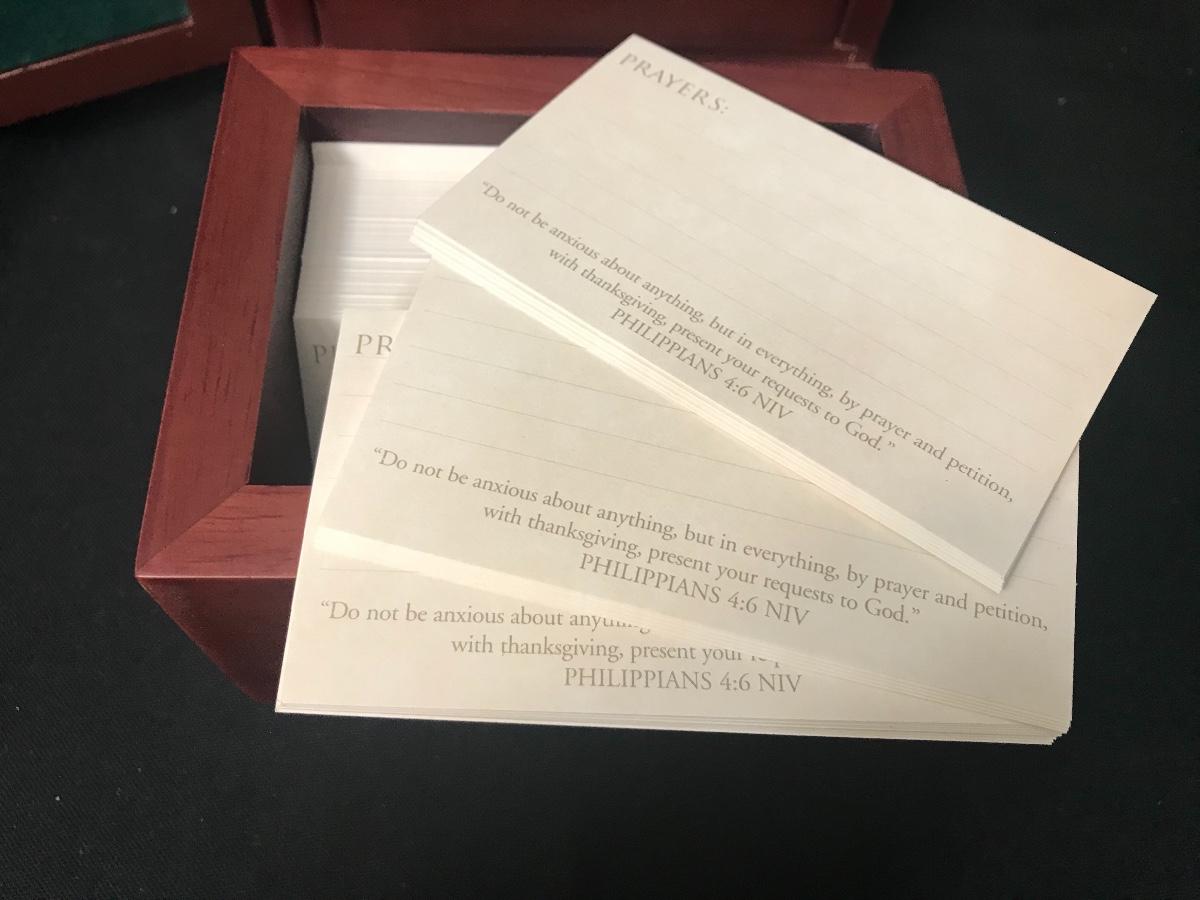 PRAYERS:
“Do not be anxious about anything, but in everything, by prayer and petition,
with thanksgiving, present your requests to God.”
PHILIPPIANS 4:6 NIV
“Do not be anxious about anything, but in everything, by prayer and petition,
with thanksgiving, present your requests to God.”
PHILIPPIANS 4:6 NIV
“Do not be anxious about
with thanksgiving, present your
PHILIPPIANS 4:6 NIV